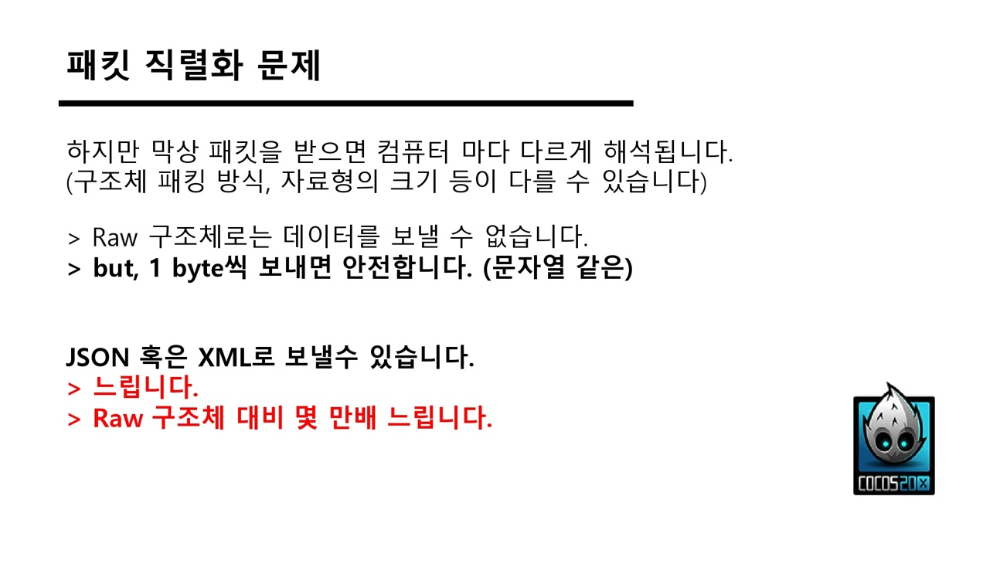 패킷 직렬화 문제
하지만 막상 패킷을 받으면 컴퓨터 마다 다르게 해석됩니다.
(구조체 패킹 방식, 자료형의 크기 등이 다를 수 있습니다)
> Raw 구조체로는 데이터를 보낼 수 없습니다.
> but, 1 byte씩 보내면 안전합니다. (문자열 같은)
JSON 혹은 XML로 보낼수 있습니다.
> 느립니다.
> Raw 구조체 대비 몇 만배 느립니다.
COCOS2DX